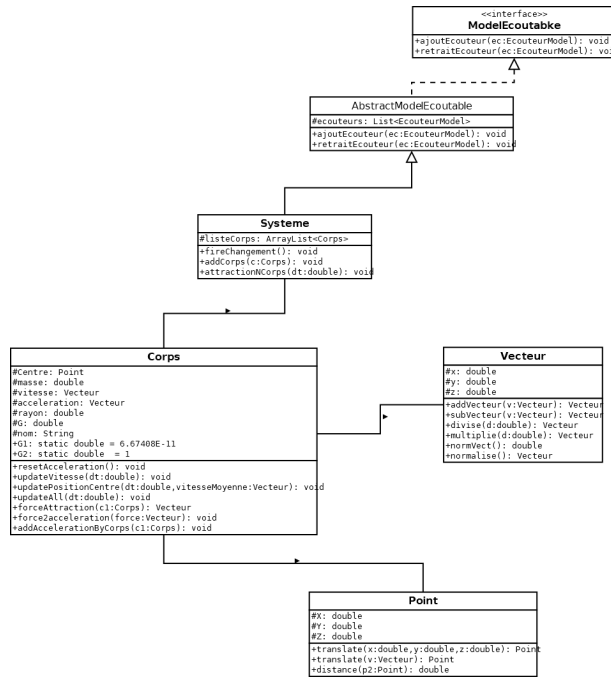 <<interface>>
ModelEcoutabke
+ajoutEcouteur(ec:EcouteurModel): void
+retraitEcouteur(ec:EcouteurModel): voi
AbstractModelEcoutable
#ecouteurs: List<EcouteurModel>
+ajoutEcouteur(ec:EcouteurModel): void
+retraitEcouteur(ec:EcouteurModel): void
Systeme
#listeCorps: ArrayList<Corps>
+fireChangement(): void
+addCorps(c:Corps): void
+attractionNCorps(dt:double): void
Corps
#Centre: Point
#masse: double
#vitesse: Vecteur
#acceleration: Vecteur
#rayon: double
#G: double
#nom: String
+G1: static double = 6.67408E-11
+G2: static double = 1
+resetAcceleration(): void
+updateVitesse(dt:double): void
+updatePositionCentre(dt:double,vitesseMoyenne:Vecteur): void
+updateAll(dt:double): void
+forceAttraction(c1:Corps): Vecteur
+force2acceleration(force:Vecteur): void
+addAccelerationByCorps(c1:Corps): void
Vecteur
#x: double
#y: double
#z: double
+addVecteur(v:Vecteur): Vecteur
+subVecteur(v:Vecteur): Vecteur
+divise(d:double): Vecteur
+multiplie(d:double): Vecteur
+normVect(): double
+normalise(): Vecteur
Point
#X: double
#Y: double
#Z: double
+translate(x:double,y:double,z:double): Point
+translate(v:Vecteur): Point
+distance(p2:Point): double